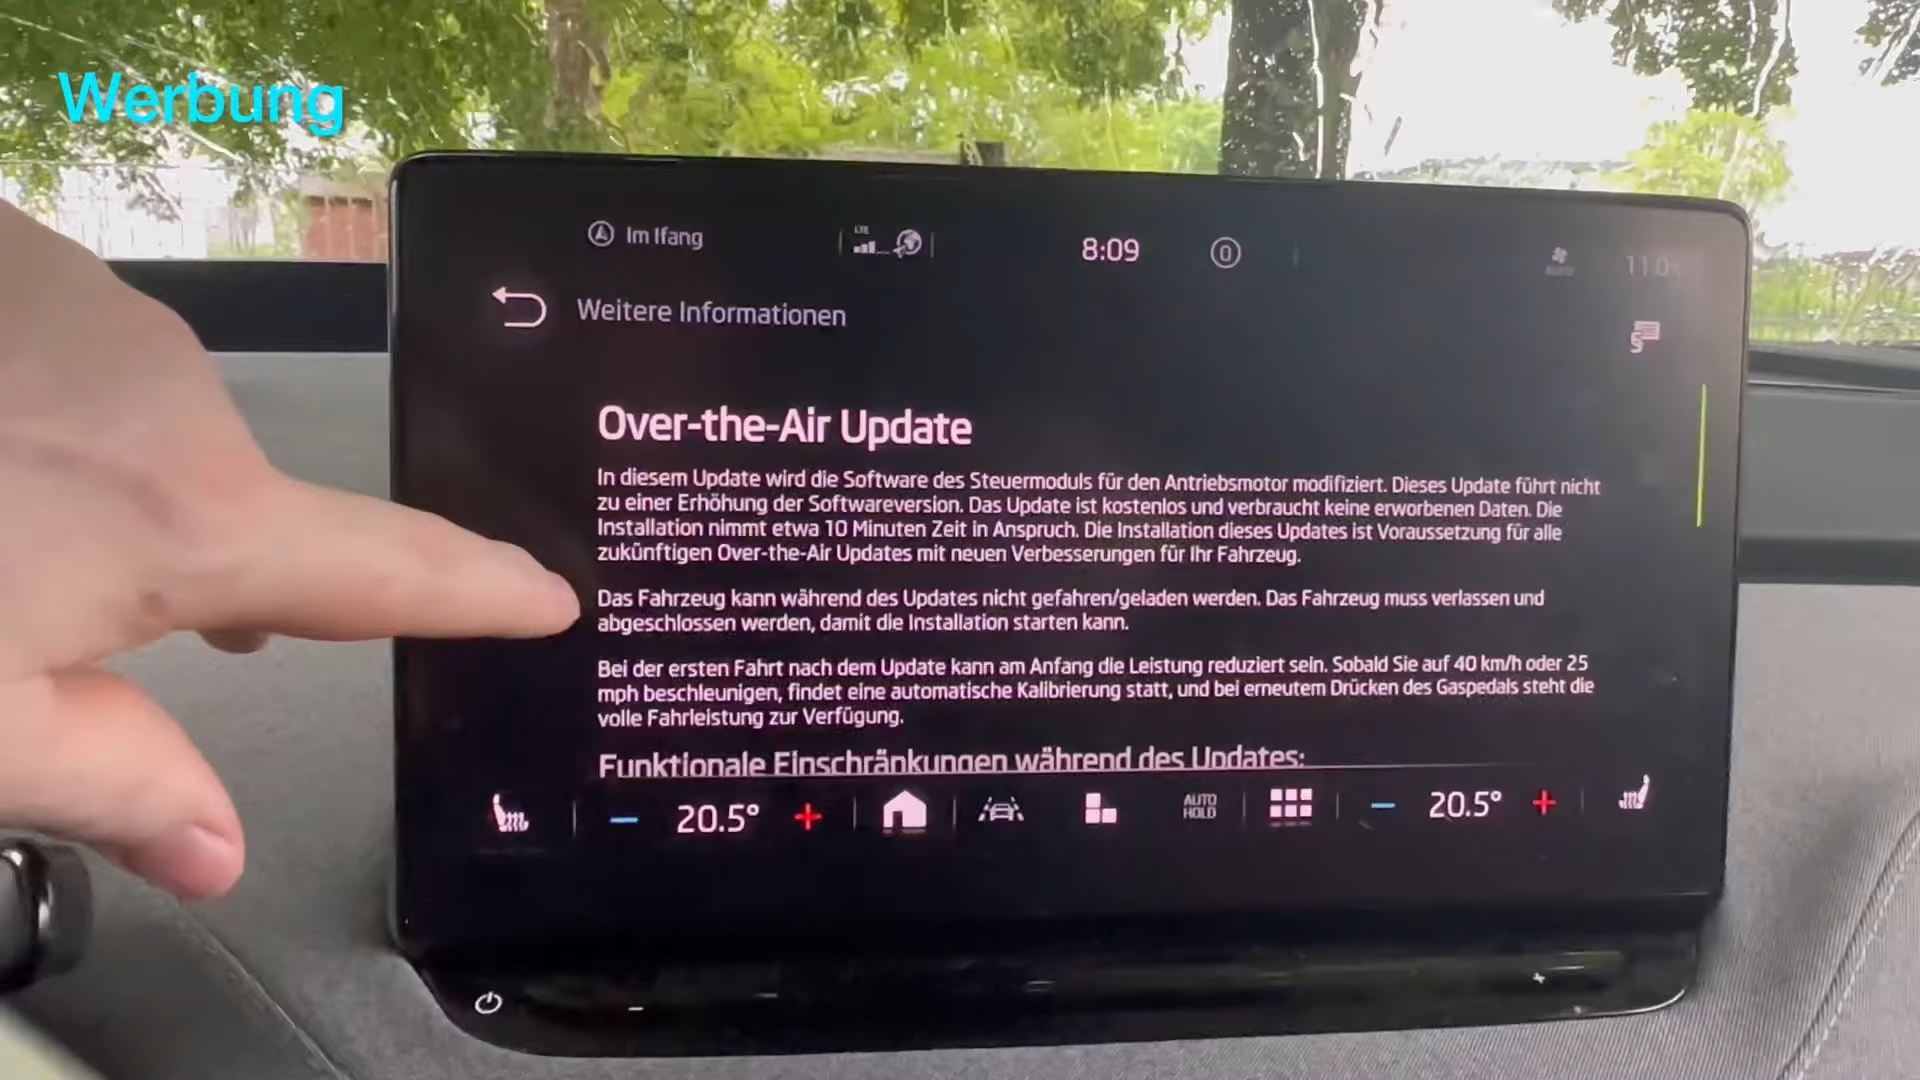 Werbung
Im Ifang
LTE
8:09
0
Weitere Informationen
Over-the-Air Update
In diesem Update wird die Software des Steuermoduls für den Antriebsmotor modifiziert. Dieses Update führt nicht
zu einer Erhöhung der Softwareversion. Das Update ist kostenlos und verbraucht keine erworbenen Daten. Die
Installation nimmt etwa 10 Minuten Zeit in Anspruch. Die Installation dieses Updates ist Voraussetzung für alle
zukünftigen Over-the-Air Updates mit neuen Verbesserungen für Ihr Fahrzeug.
Das Fahrzeug kann während des Updates nicht gefahren/geladen werden. Das Fahrzeug muss verlassen und
abgeschlossen werden, damit die Installation starten kann.
Bei der ersten Fahrt nach dem Update kann am Anfang die Leistung reduziert sein. Sobald Sie auf 40 km/h oder 25
mph beschleunigen, findet eine automatische Kalibrierung statt, und bei erneutem Drücken des Gaspedals steht die
volle Fahrleistung zur Verfügung.
Funktionale Einschränkungen während des Updates:
− 20.5° + AUTO HOLD − 20.5° +